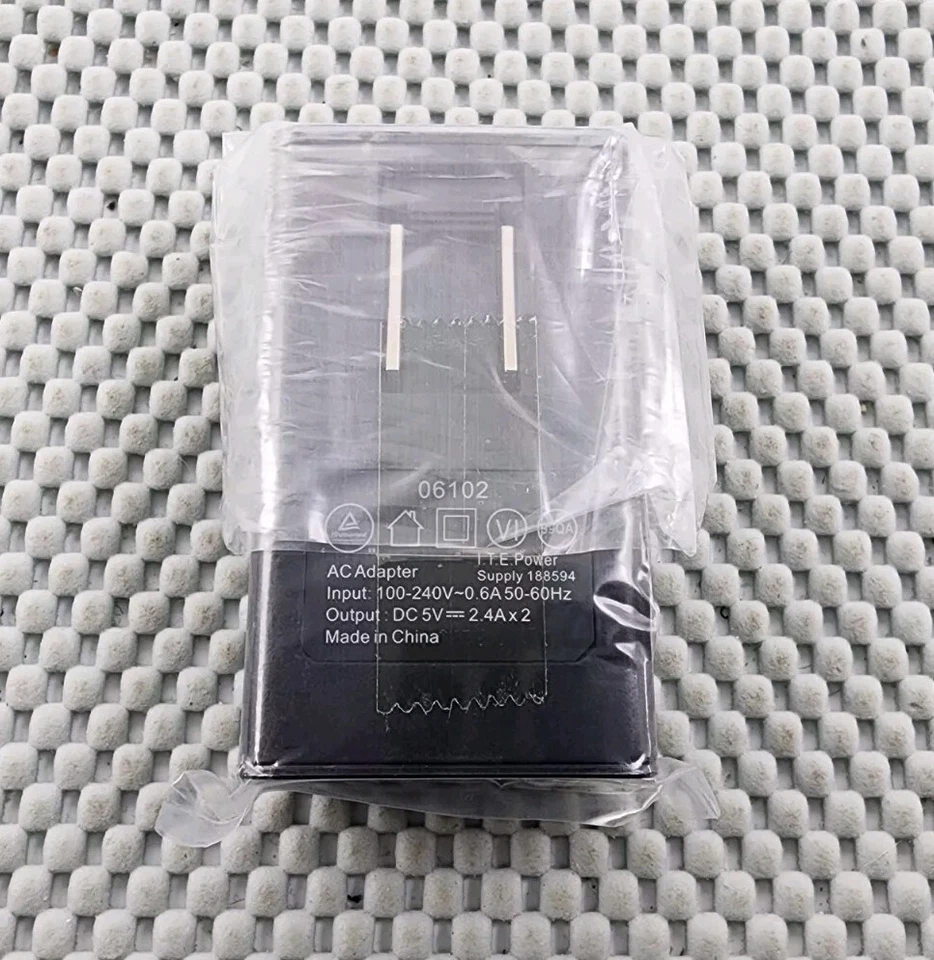 06102
VI
AC Adapter
I.T.E. Power
Supply 188594
Input: 100-240V~0.6A 50-60Hz
Output : DC 5V⎓ 2.4A x 2
Made in China